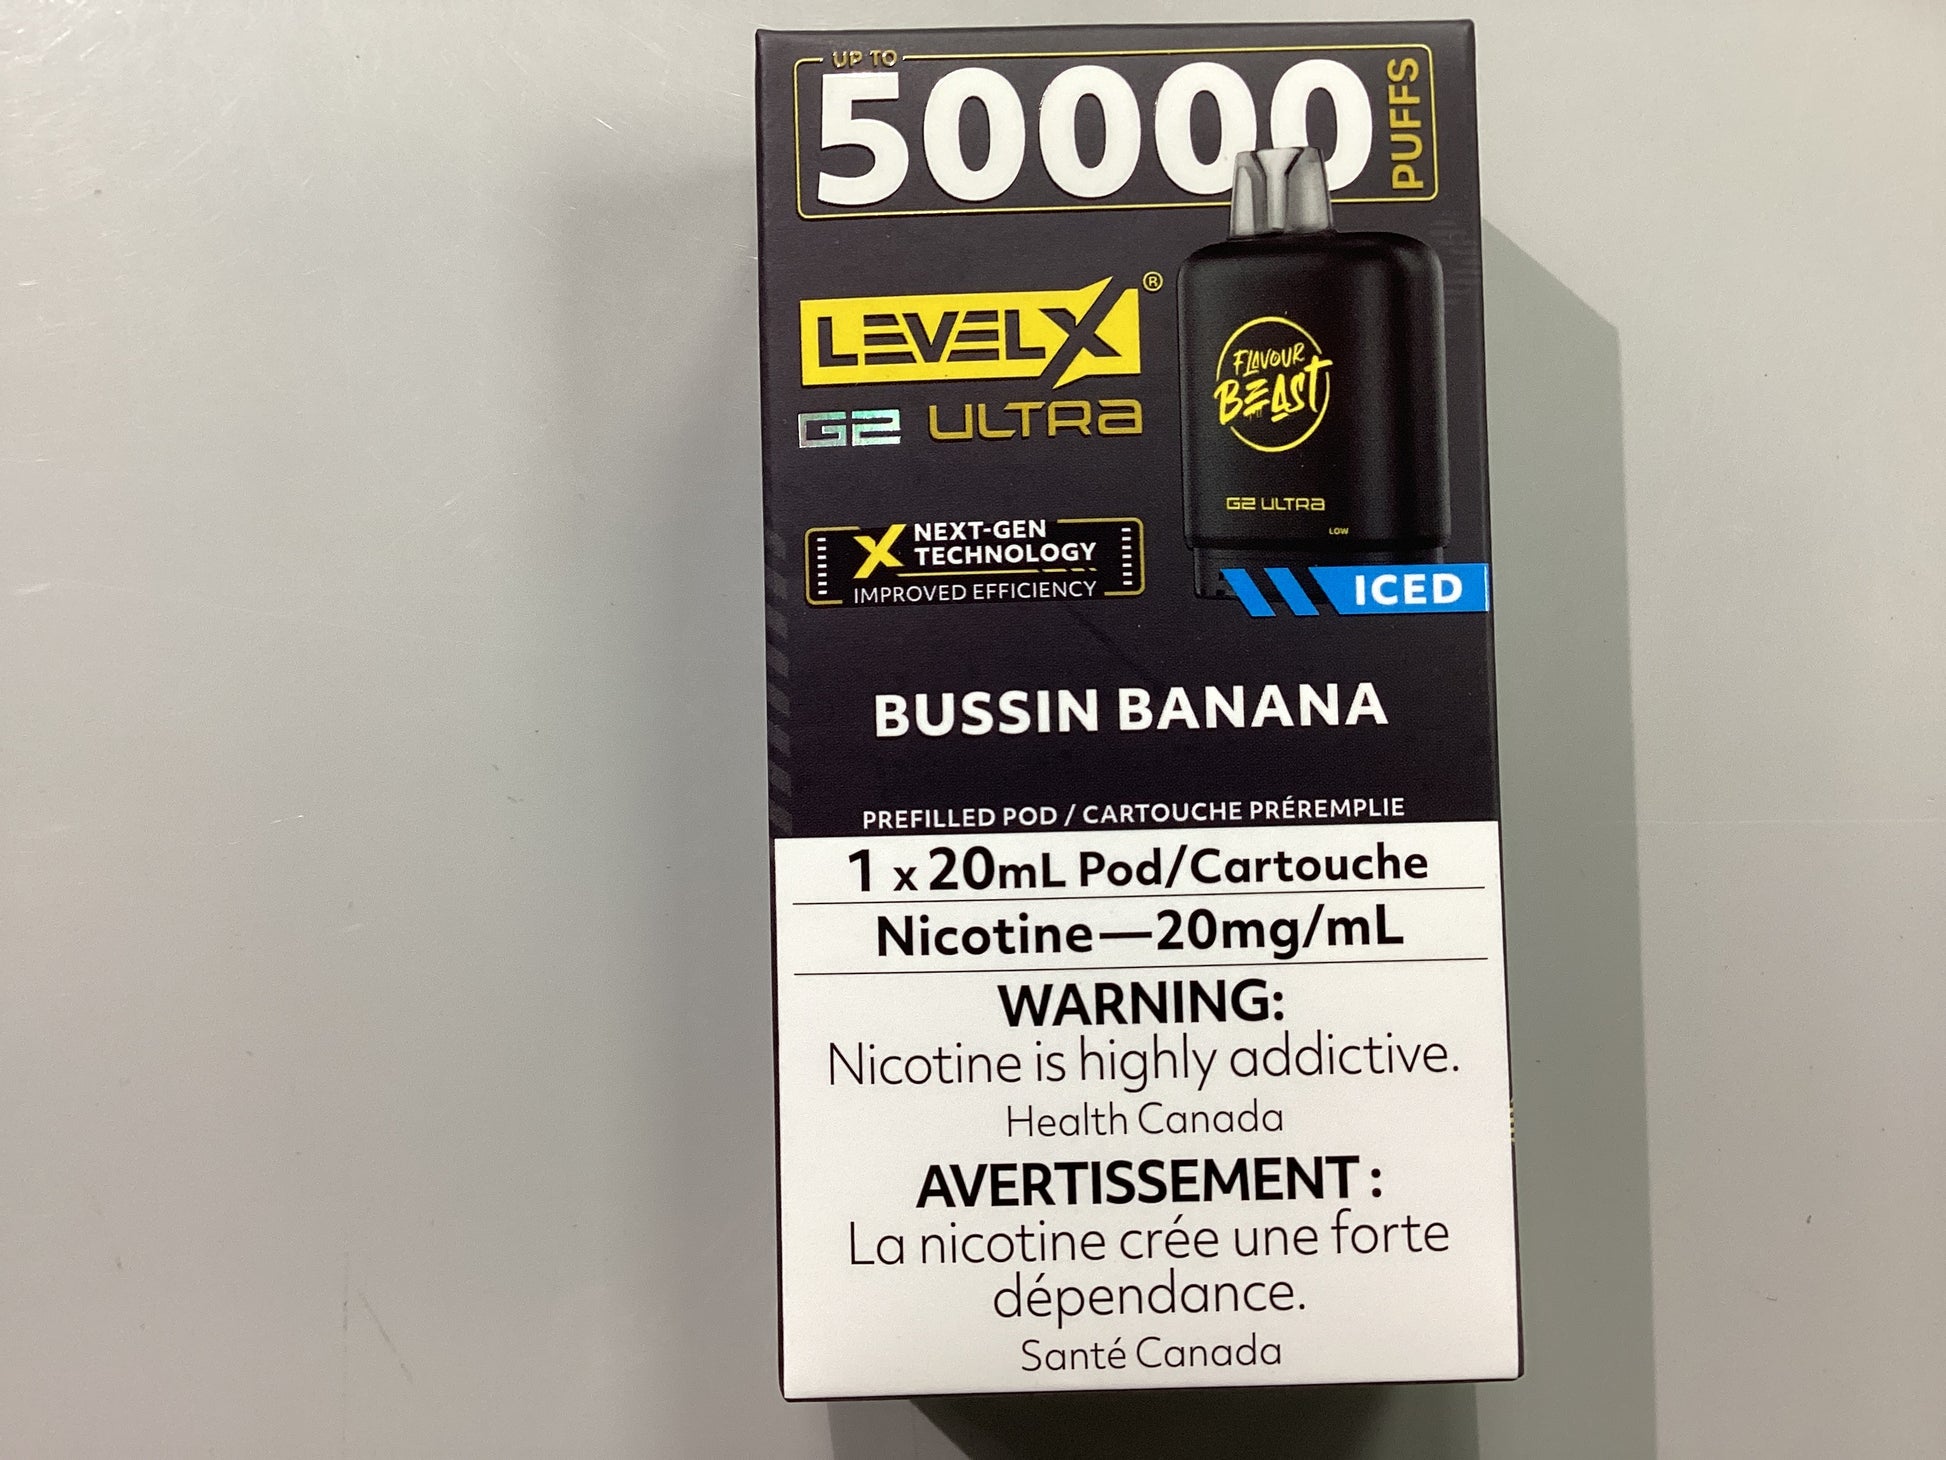 UP TO
50000
PUFFS
LEVELX®
G2 ULTRA
FLAVOUR
BEAST
G2 ULTRA
LOW
X NEXT-GEN
TECHNOLOGY
IMPROVED EFFICIENCY
ICED
BUSSIN BANANA
PREFILLED POD / CARTOUCHE PRÉREMPLIE
1 x 20mL Pod/Cartouche
Nicotine—20mg/mL
WARNING:
Nicotine is highly addictive.
Health Canada
AVERTISSEMENT :
La nicotine crée une forte
dépendance.
Santé Canada